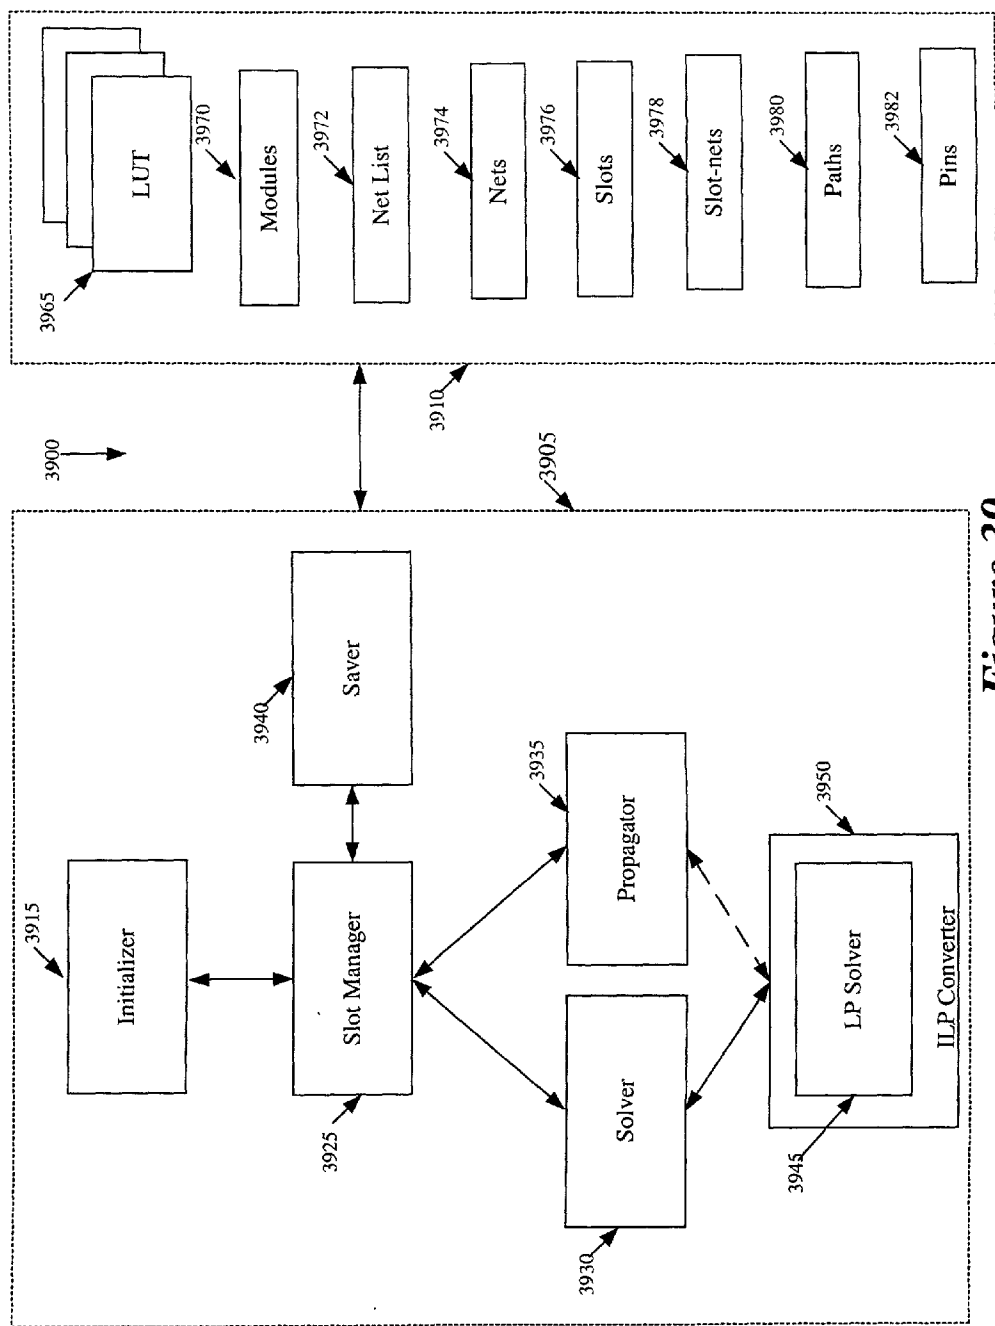 3900
3905
3915
Initializer
3925
Slot Manager
3940
Saver
3930
Solver
3935
Propagator
3945
LP Solver
3950
ILP Converter
3910
3965
LUT
3970
Modules
3972
Net List
3974
Nets
3976
Slots
3978
Slot-nets
3980
Paths
3982
Pins
Figure